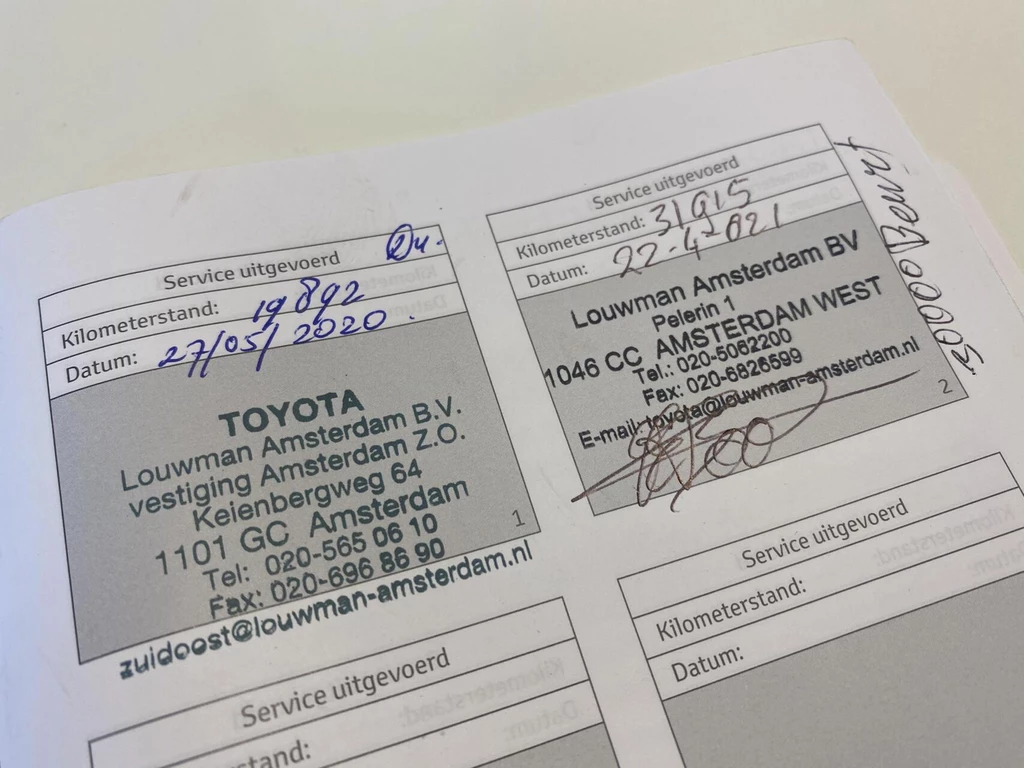 Service uitgevoerd
Kilometerstand: 19892
Datum: 27/05/2020
TOYOTA
Louwman Amsterdam B.V.
vestiging Amsterdam Z.O.
Keienbergweg 64
1101 GC Amsterdam
Tel: 020-565 06 10
Fax: 020-696 86 90
zuidoost@louwman-amsterdam.nl
1
Service uitgevoerd
Kilometerstand: 31915
Datum: 22-4-2021
Louwman Amsterdam BV
Pelerin 1
1046 CC AMSTERDAM WEST
Tel.: 020-5062200
Fax: 020-6826599
E-mail: toyota@louwman-amsterdam.nl
2
30000 Beurt
Service uitgevoerd
stand:
Service uitgevoerd
Kilometerstand:
Datum: